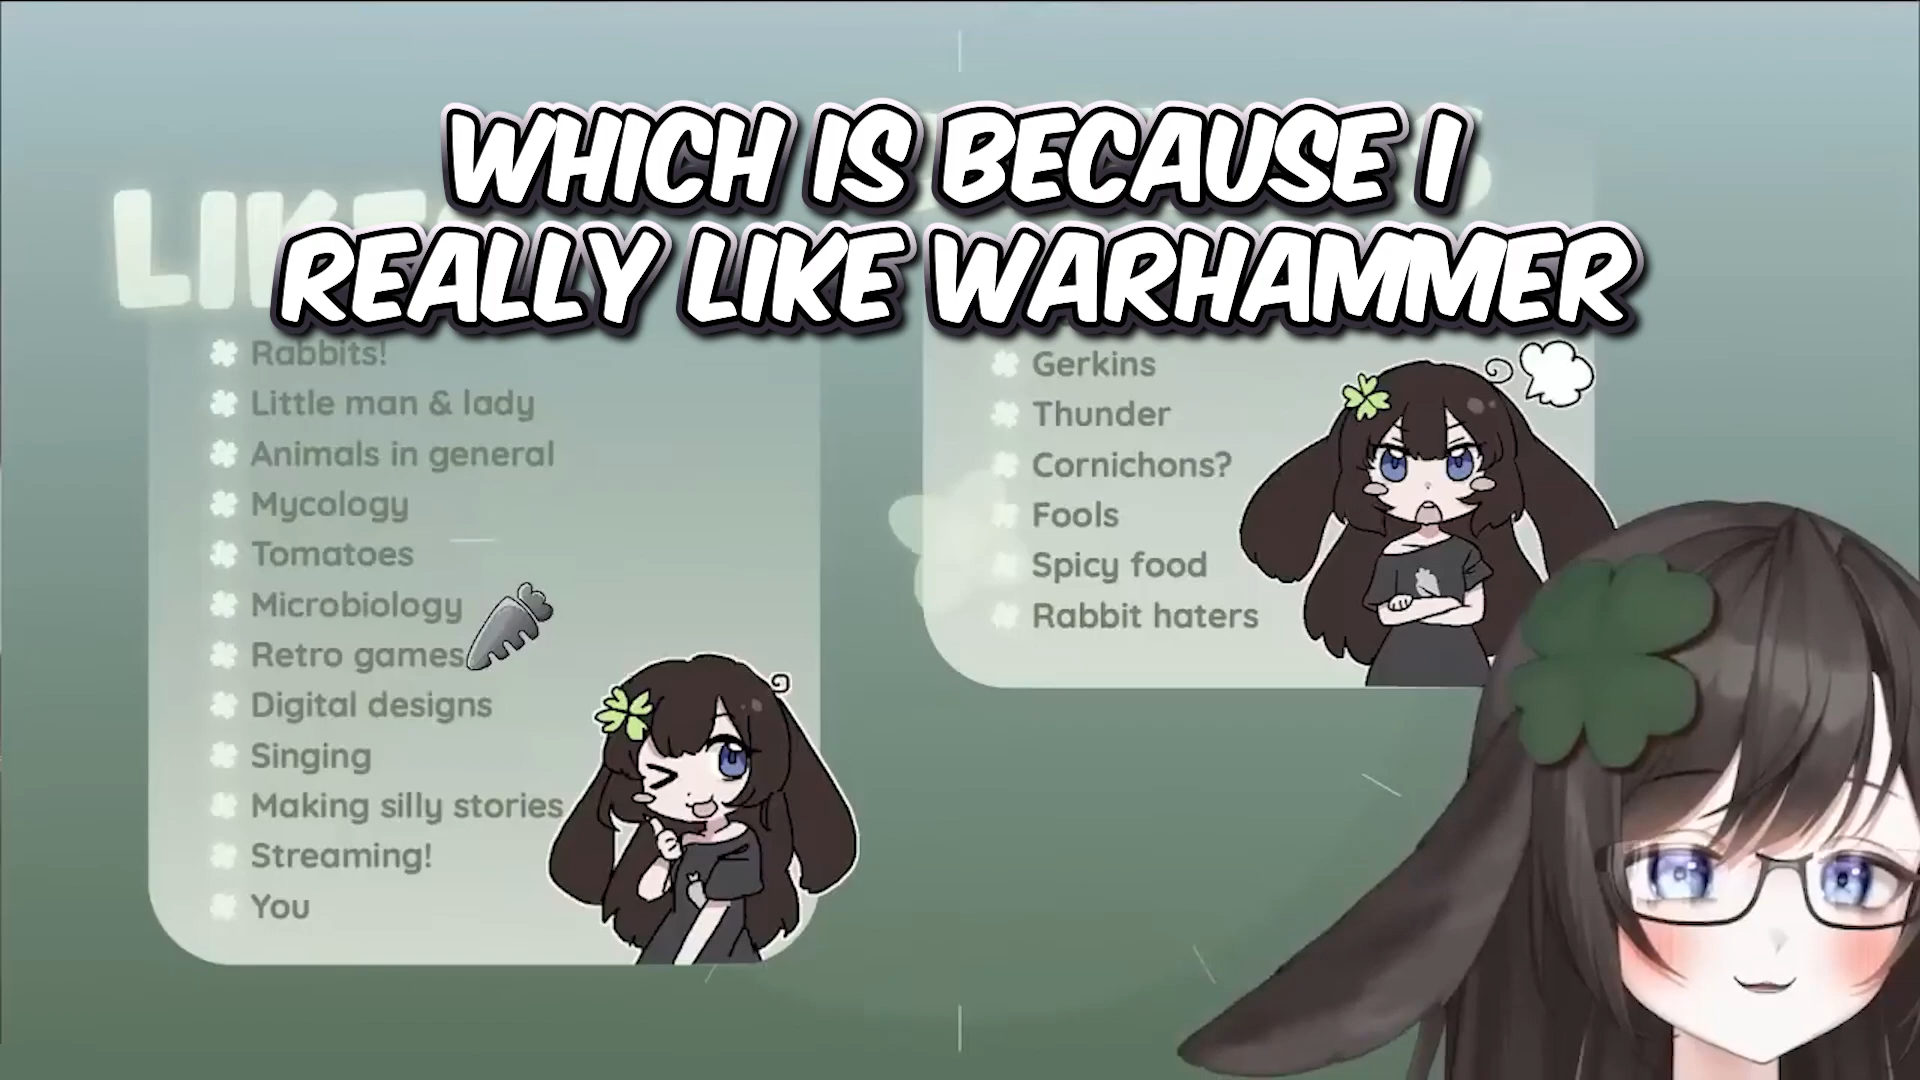 WHICH IS BECAUSE I
REALLY LIKE WARHAMMER
Rabbits!
Little man & lady
Animals in general
Mycology
Tomatoes
Microbiology
Retro games
Digital designs
Singing
Making silly stories
Streaming!
You
Gerkins
Thunder
Cornichons?
Fools
Spicy food
Rabbit haters